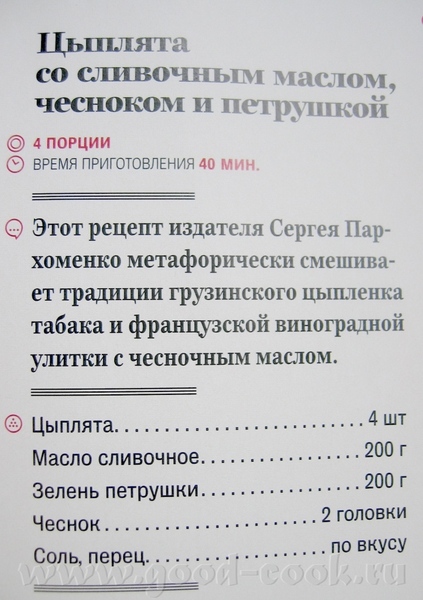 Цыплята
со сливочным маслом,
чесноком и петрушкой
4 ПОРЦИИ
ВРЕМЯ ПРИГОТОВЛЕНИЯ 40 МИН.
Этот рецепт издателя Сергея Пар-
хоменко метафорически смешива-
ет традиции грузинского цыпленка
табака и французской виноградной
улитки с чесночным маслом.
Цыплята. . . . . . . . . . . . . . . . . . . . . . . . 4 шт
Масло сливочное. . . . . . . . . . . . . . . . 200 г
Зелень петрушки. . . . . . . . . . . . . . . . 200 г
Чеснок . . . . . . . . . . . . . . . . . . . . . 2 головки
Соль, перец. . . . . . . . . . . . . . . . . . по вкусу
www.good-cook.ru